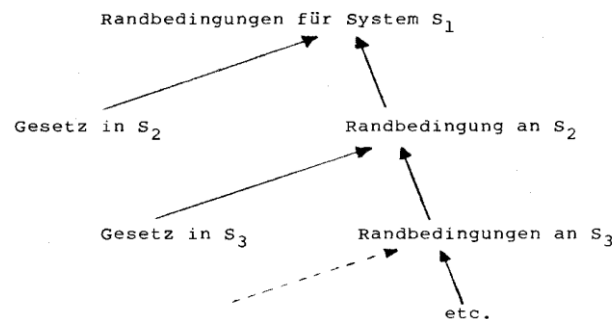 Randbedingungen für System S₁
Gesetz in S₂ Randbedingung an S₂
Gesetz in S₃ Randbedingungen an S₃
etc.